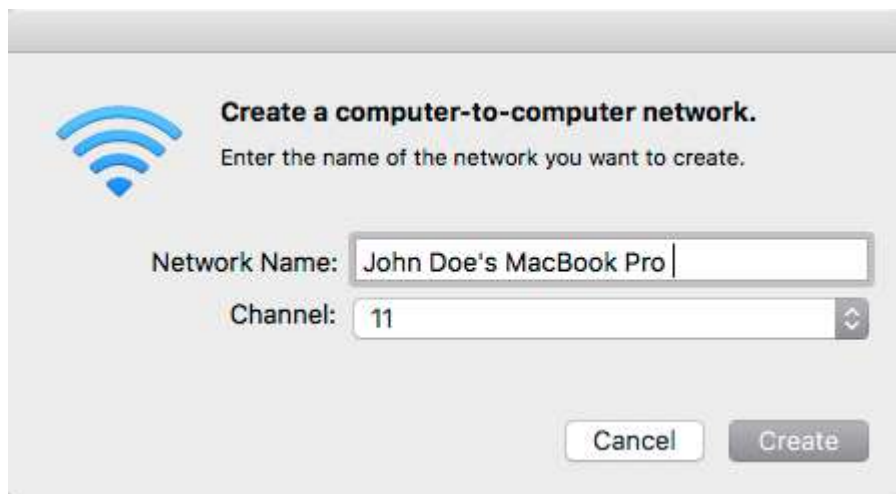 Create a computer-to-computer network.
Enter the name of the network you want to create.
Network Name: John Doe's MacBook Pro
Channel: 11
Cancel Create